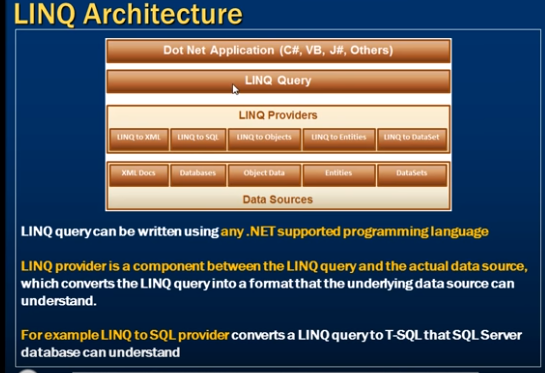 LINQ Architecture
Dot Net Application (C#, VB, J#, Others)
LINQ Query
LINQ Providers
LINQ to XML LINQ to SQL LINQ to Objects LINQ to Entities LINQ to DataSet
XML Docs Databases Object Data Entities DataSets
Data Sources
LINQ query can be written using any .NET supported programming language
LINQ provider is a component between the LINQ query and the actual data source,
which converts the LINQ query into a format that the underlying data source can
understand.
For example LINQ to SQL provider converts a LINQ query to T-SQL that SQL Server
database can understand